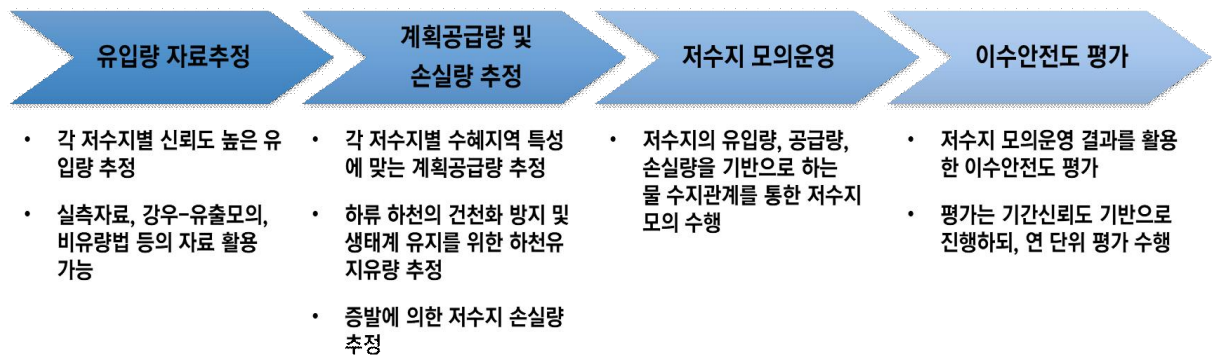 유입량 자료추정
계획공급량 및
손실량 추정
저수지 모의운영
이수안전도 평가
• 각 저수지별 신뢰도 높은 유
입량 추정
• 실측자료, 강우-유출모의,
비유량법 등의 자료 활용
가능
• 각 저수지별 수혜지역 특성
에 맞는 계획공급량 추정
• 하류 하천의 건천화 방지 및
생태계 유지를 위한 하천유
지유량 추정
• 증발에 의한 저수지 손실량
추정
• 저수지의 유입량, 공급량,
손실량을 기반으로 하는
물 수지관계를 통한 저수지
모의 수행
• 저수지 모의운영 결과를 활용
한 이수안전도 평가
• 평가는 기간신뢰도 기반으로
진행하되, 연 단위 평가 수행